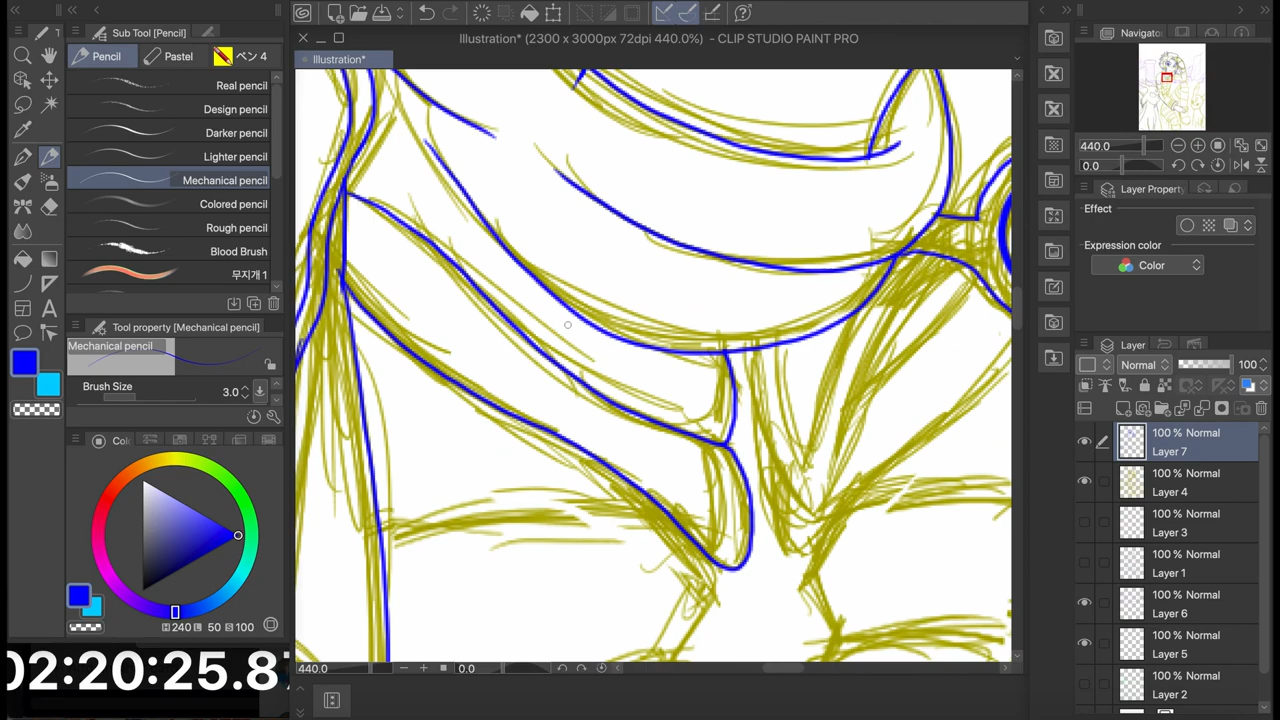 Sub Tool [Pencil]
Pencil
Pastel
ペン 4
Real pencil
Design pencil
Darker pencil
Lighter pencil
Mechanical pencil
Colored pencil
Rough pencil
Blood Brush
무지개 1
Tool property [Mechanical pencil]
Mechanical pencil
Brush Size
3.0
Co
H 240 L 50 S 100
02:20:25.8
Illustration* (2300 x 3000px 72dpi 440.0%) - CLIP STUDIO PAINT PRO
Illustration*
440.0
0.0
Navigator
440.0
0.0
Layer Property
Effect
Expression color
Color
Layer
Normal
100
100 % Normal
Layer 7
100 % Normal
Layer 4
100 % Normal
Layer 3
100 % Normal
Layer 1
100 % Normal
Layer 6
100 % Normal
Layer 5
100 % Normal
Layer 2